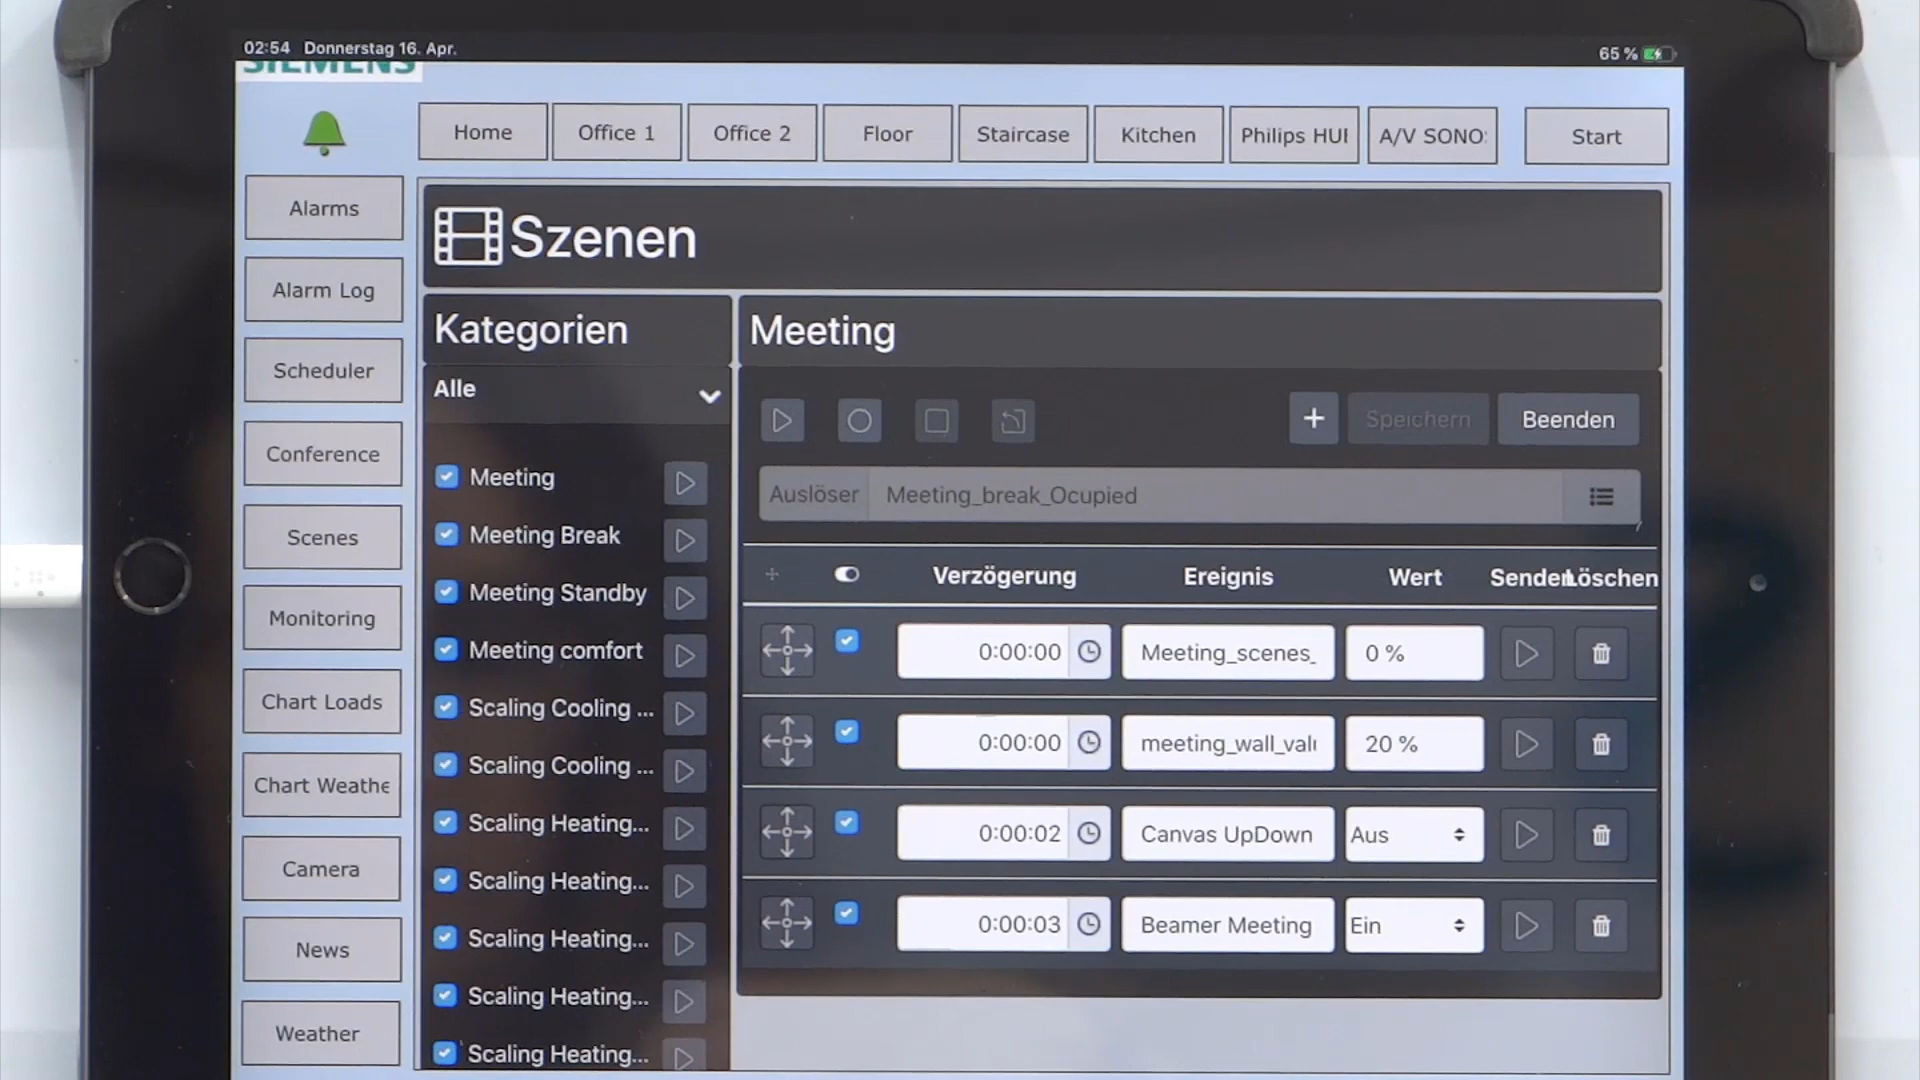 02:54 Donnerstag 16. Apr.
65 %
SIEMENS
Home
Office 1
Office 2
Floor
Staircase
Kitchen
Philips HUI
A/V SONO
Start
Alarms
Alarm Log
Scheduler
Conference
Scenes
Monitoring
Chart Loads
Chart Weathe
Camera
News
Weather
Szenen
Kategorien
Alle
Meeting
Meeting Break
Meeting Standby
Meeting comfort
Scaling Cooling ...
Scaling Cooling ...
Scaling Heating...
Scaling Heating...
Scaling Heating...
Scaling Heating...
Scaling Heating...
Meeting
+ Speichern Beenden
Auslöser Meeting_break_Ocupied
Verzögerung Ereignis Wert Senden Löschen
0:00:00 Meeting_scenes_ 0 %
0:00:00 meeting_wall_valu 20 %
0:00:02 Canvas UpDown Aus
0:00:03 Beamer Meeting Ein